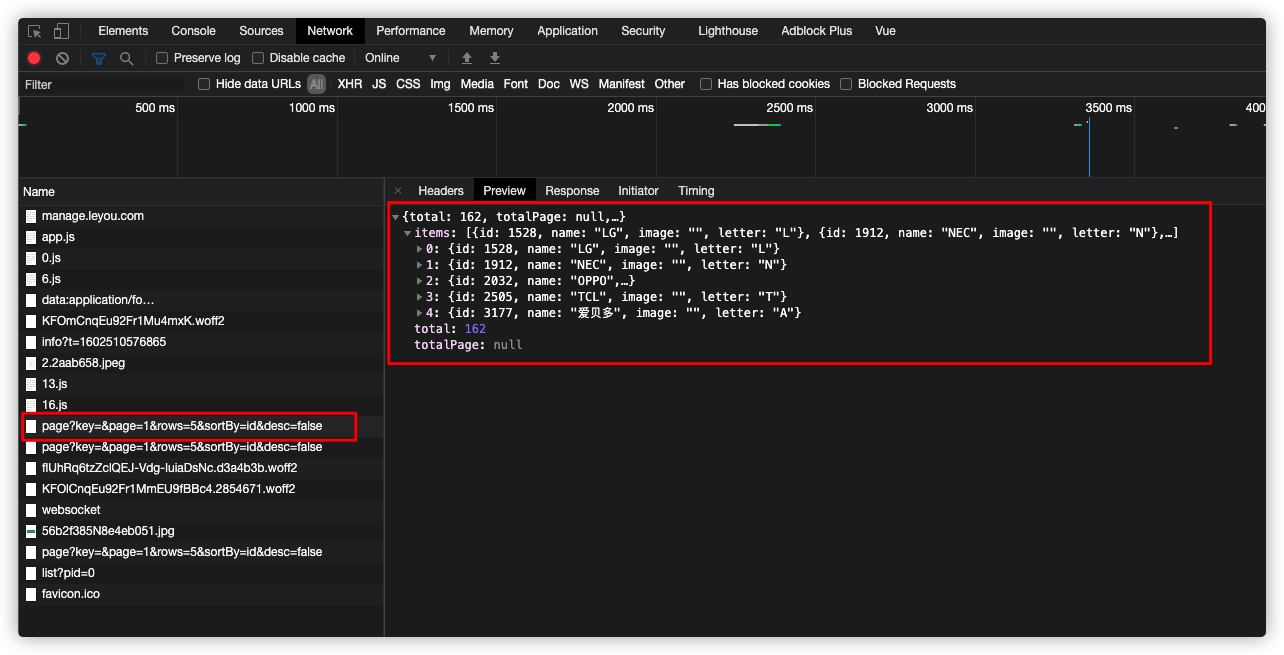 Elements Console Sources Network Performance Memory Application Security Lighthouse Adblock Plus Vue
Preserve log Disable cache Online
Filter Hide data URLs All XHR JS CSS Img Media Font Doc WS Manifest Other Has blocked cookies Blocked Requests
500 ms 1000 ms 1500 ms 2000 ms 2500 ms 3000 ms 3500 ms 400
Name
manage.leyou.com
app.js
0.js
6.js
data:application/fo…
KFOmCnqEu92Fr1Mu4mxK.woff2
info?t=1602510576865
2.2aab658.jpeg
13.js
16.js
page?key=&page=1&rows=5&sortBy=id&desc=false
page?key=&page=1&rows=5&sortBy=id&desc=false
flUhRq6tzZclQEJ-Vdg-IuiaDsNc.d3a4b3b.woff2
KFOlCnqEu92Fr1MmEU9fBBc4.2854671.woff2
websocket
56b2f385N8e4eb051.jpg
page?key=&page=1&rows=5&sortBy=id&desc=false
list?pid=0
favicon.ico
× Headers Preview Response Initiator Timing
{total: 162, totalPage: null,…}
items: [{id: 1528, name: "LG", image: "", letter: "L"}, {id: 1912, name: "NEC", image: "", letter: "N"},…]
0: {id: 1528, name: "LG", image: "", letter: "L"}
1: {id: 1912, name: "NEC", image: "", letter: "N"}
2: {id: 2032, name: "OPPO",…}
3: {id: 2505, name: "TCL", image: "", letter: "T"}
4: {id: 3177, name: "爱贝多", image: "", letter: "A"}
total: 162
totalPage: null